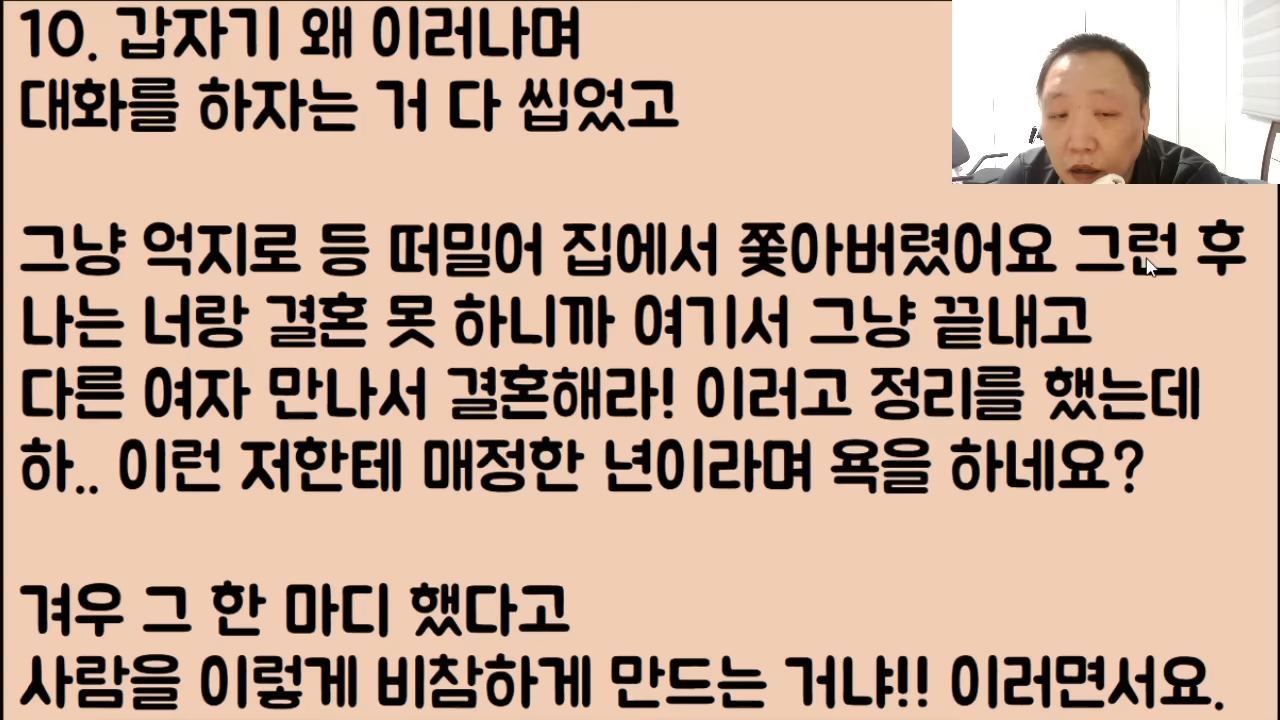 10. 갑자기 왜 이러냐며
대화를 하자는 거 다 씹었고
그냥 억지로 등 떠밀어 집에서 쫓아버렸어요 그런 후
나는 너랑 결혼 못 하니까 여기서 그냥 끝내고
다른 여자 만나서 결혼해라! 이러고 정리를 했는데
하.. 이런 저한테 매정한 년이라며 욕을 하네요?
겨우 그 한 마디 했다고
사람을 이렇게 비참하게 만드는 거냐!! 이러면서요.